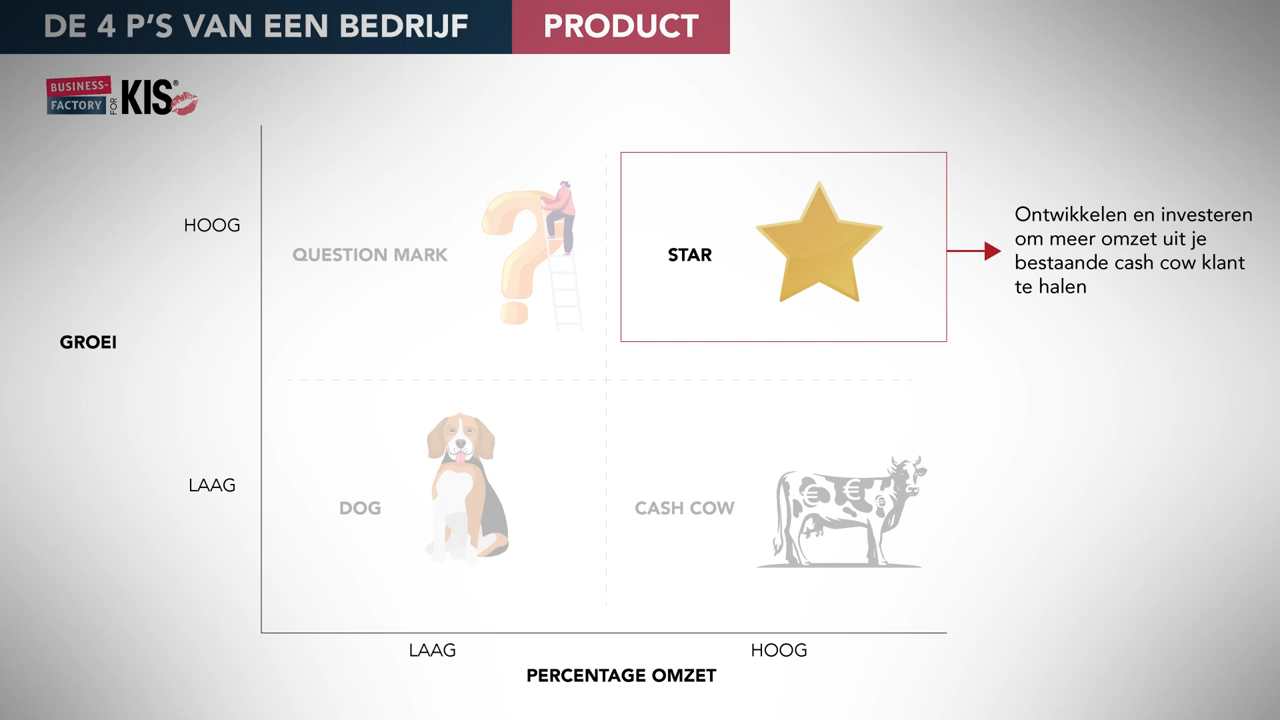 DE 4 P'S VAN EEN BEDRIJF
PRODUCT
BUSINESS-
FACTORY
FOR
KIS®
HOOG
QUESTION MARK
STAR
Ontwikkelen en investeren
om meer omzet uit je
bestaande cash cow klant
te halen
GROEI
LAAG
DOG
CASH COW
LAAG
HOOG
PERCENTAGE OMZET